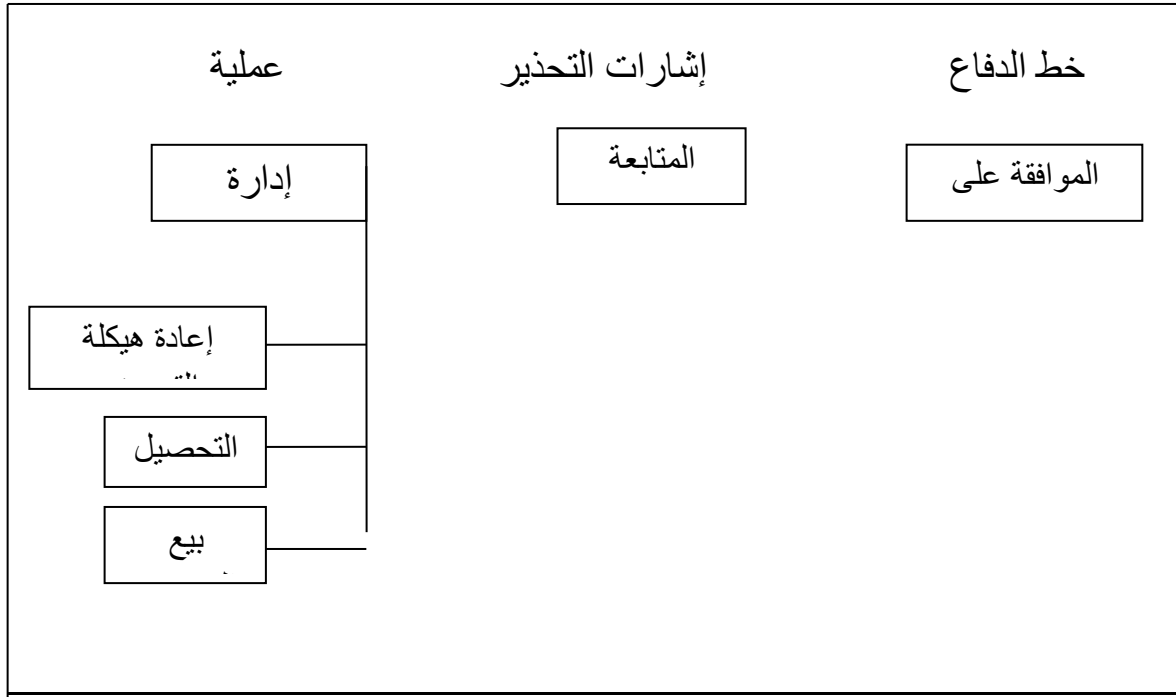 خط الدفاع
إشارات التحذير
عملية
الموافقة على
المتابعة
إدارة
إعادة هيكلة
التحصيل
بيع